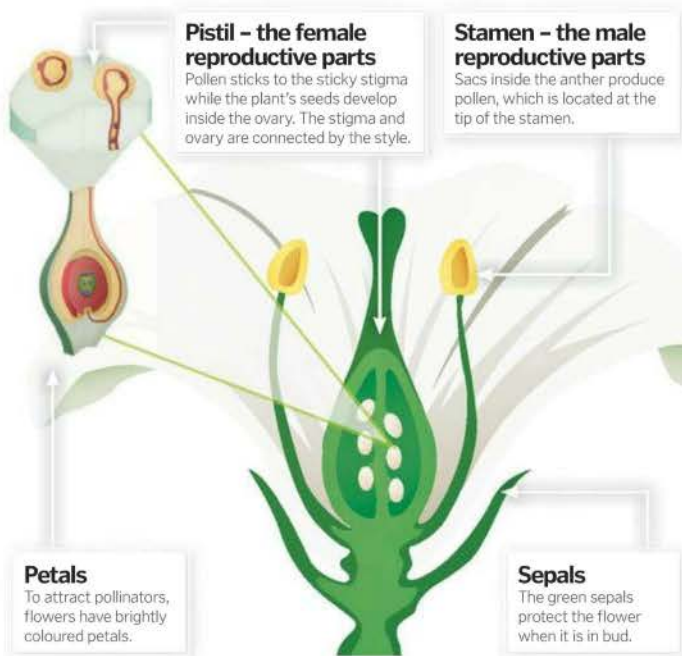 Pistil – the female
reproductive parts
Pollen sticks to the sticky stigma
while the plant's seeds develop
inside the ovary. The stigma and
ovary are connected by the style.
Stamen – the male
reproductive parts
Sacs inside the anther produce
pollen, which is located at the
tip of the stamen.
Petals
To attract pollinators,
flowers have brightly
coloured petals.
Sepals
The green sepals
protect the flower
when it is in bud.